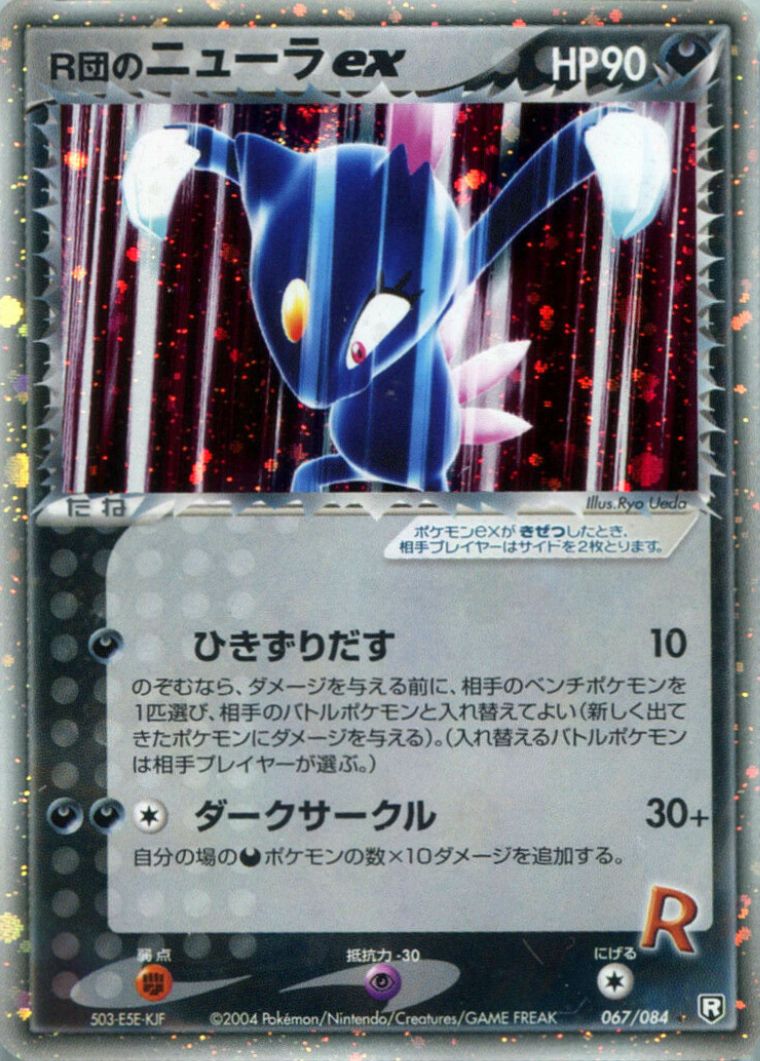 R団のニューラex HP90
たね
Illus.Ryo Ueda
ポケモンexが きぜつしたとき、
相手プレイヤーはサイドを2枚とります。
ひきずりだす 10
のぞむなら、ダメージを与える前に、相手のベンチポケモンを
1匹選び、相手のバトルポケモンと入れ替えてよい(新しく出て
きたポケモンにダメージを与える)。(入れ替えるバトルポケモン
は相手プレイヤーが選ぶ。)
ダークサークル 30+
自分の場のポケモンの数×10ダメージを追加する。
R
弱点 抵抗力 -30 にげる
503-E5E-KJF ©2004 Pokémon/Nintendo/Creatures/GAME FREAK 067/084 R